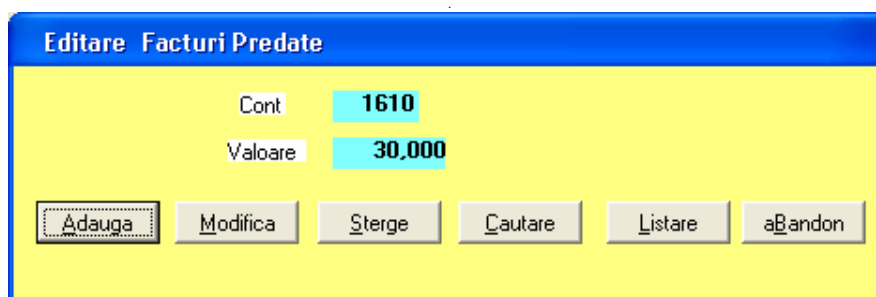 Editare Facturi Predate
Cont 1610
Valoare 30,000
Adauga Modifica Sterge Cautare Listare aBandon